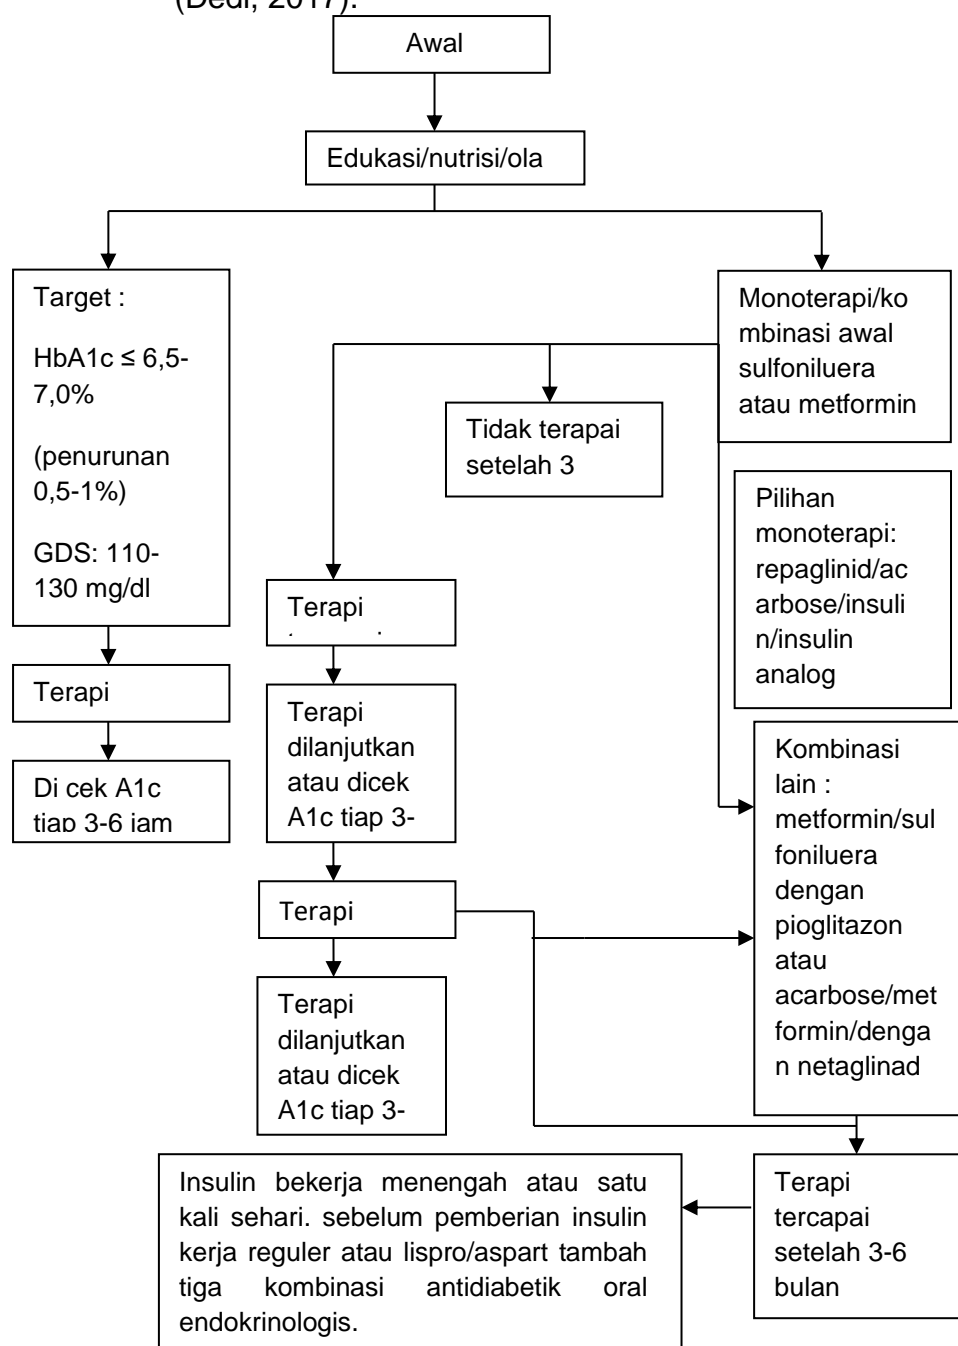 (Dedi, 2017).
Awal
Edukasi/nutrisi/ola
Target :
HbA1c ≤ 6,5-
7,0%
(penurunan
0,5-1%)
GDS: 110-
130 mg/dl
Terapi
Di cek A1c
tiap 3-6 jam
Monoterapi/ko
mbinasi awal
sulfoniluera
atau metformin
Tidak terapai
setelah 3
Pilihan
monoterapi:
repaglinid/ac
arbose/insuli
n/insulin
analog
Terapi
Terapi
dilanjutkan
atau dicek
A1c tiap 3-
Terapi
Terapi
dilanjutkan
atau dicek
A1c tiap 3-
Kombinasi
lain :
metformin/sul
foniluera
dengan
pioglitazon
atau
acarbose/met
formin/denga
n netaglinad
Terapi
tercapai
setelah 3-6
bulan
Insulin bekerja menengah atau satu
kali sehari. sebelum pemberian insulin
kerja reguler atau lispro/aspart tambah
tiga kombinasi antidiabetik oral
endokrinologis.